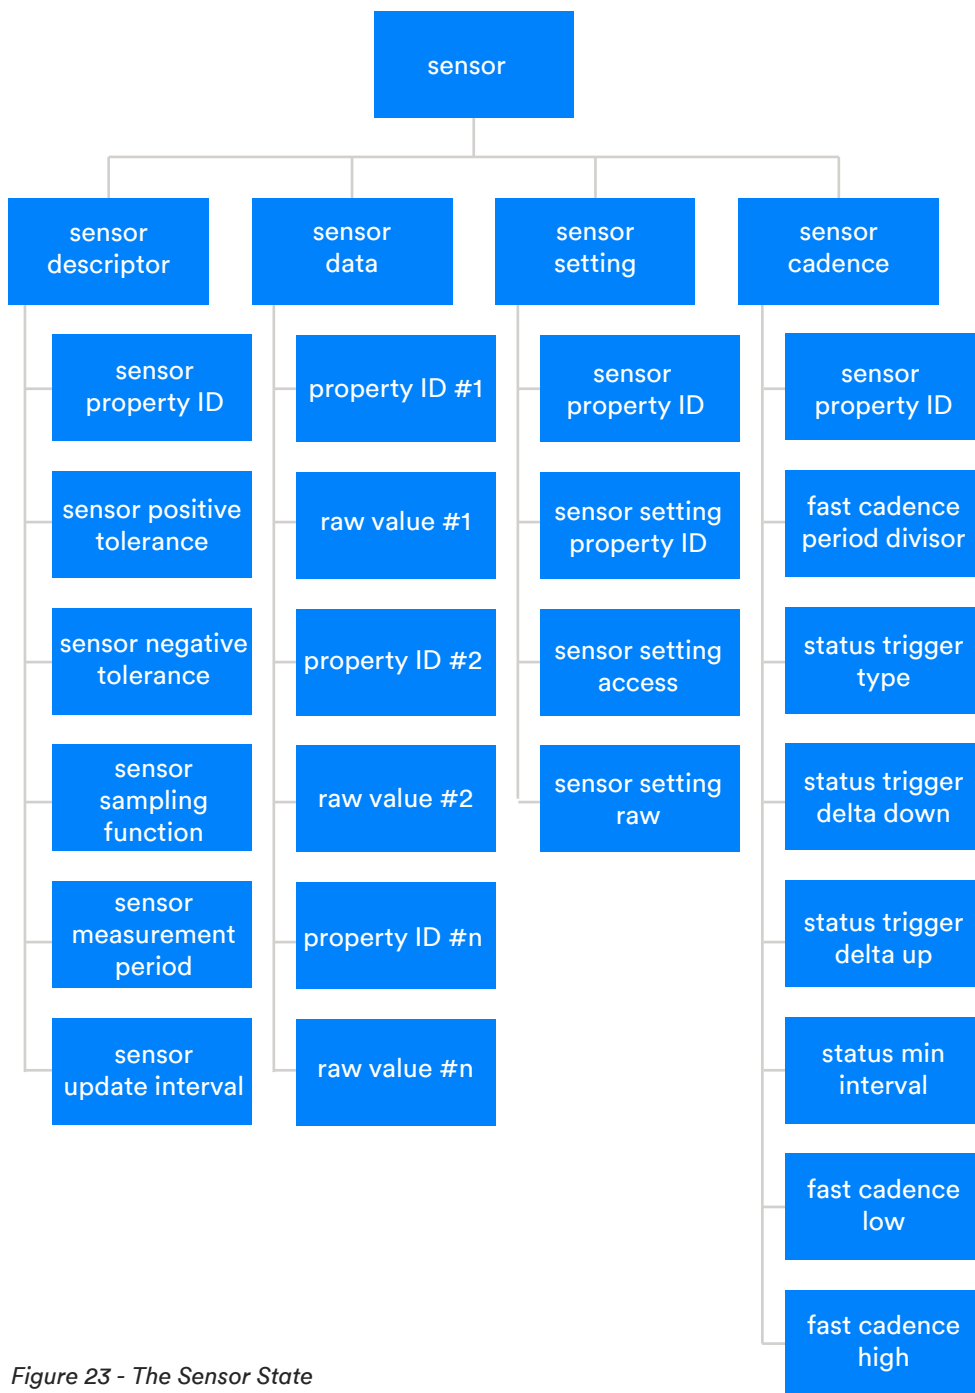 sensor
sensor
descriptor
sensor
property ID
sensor positive
tolerance
sensor negative
tolerance
sensor
sampling
function
sensor
measurement
period
sensor
update interval
sensor
data
property ID #1
raw value #1
property ID #2
raw value #2
property ID #n
raw value #n
sensor
setting
sensor
property ID
sensor setting
property ID
sensor setting
access
sensor setting
raw
sensor
cadence
sensor
property ID
fast cadence
period divisor
status trigger
type
status trigger
delta down
status trigger
delta up
status min
interval
fast cadence
low
fast cadence
high
Figure 23 - The Sensor State